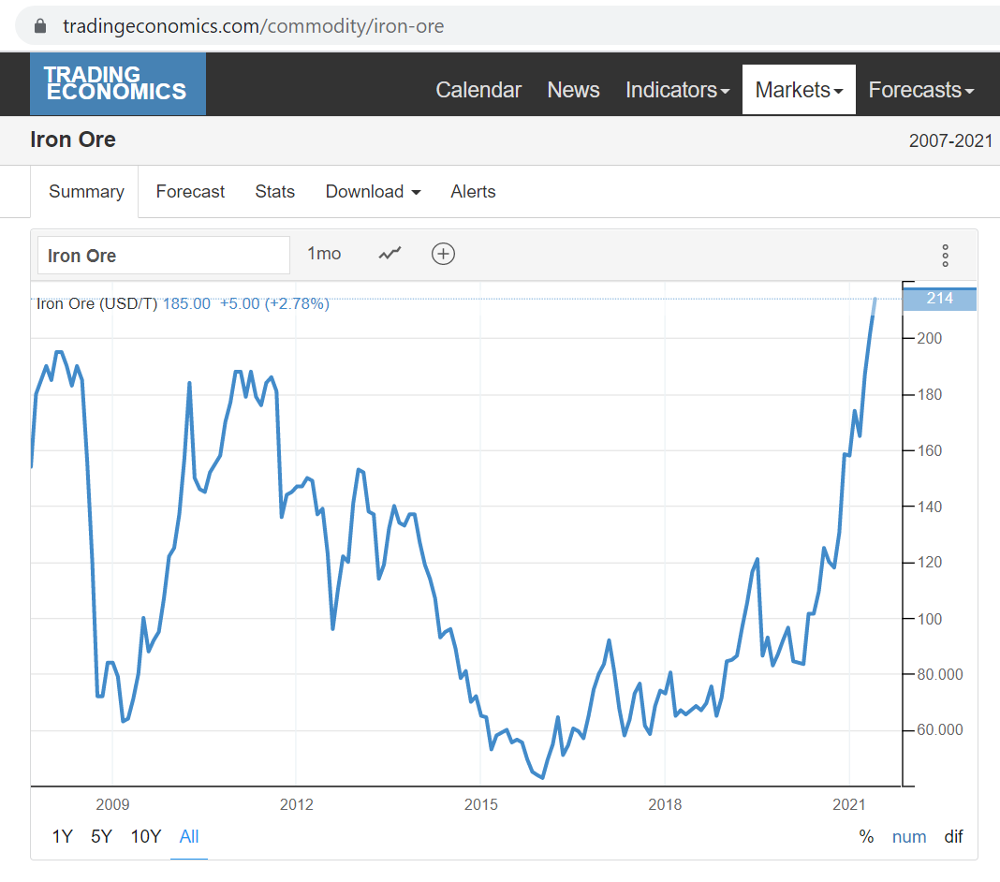 tradingeconomics.com/commodity/iron-ore
TRADING
ECONOMICS
Calendar News Indicators Markets Forecasts
Iron Ore 2007-2021
Summary Forecast Stats Download Alerts
Iron Ore 1mo
Iron Ore (USD/T) 185.00 +5.00 (+2.78%)
214
200
180
160
140
120
100
80.000
60.000
2009 2012 2015 2018 2021
1Y 5Y 10Y All % num dif